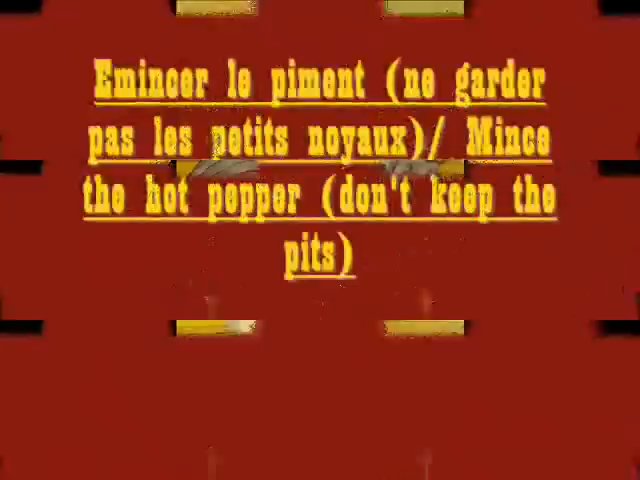 Emincer le piment (ne garder
pas les petits noyaux)/ Mince
the hot pepper (don't keep the
pits)